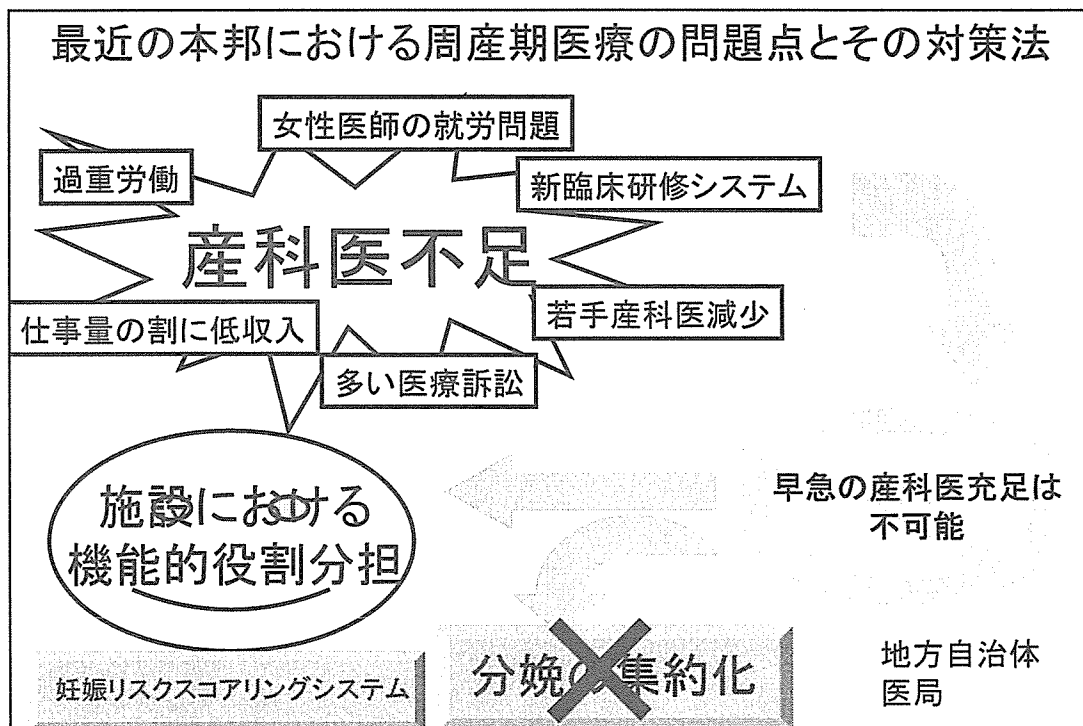 最近の本邦における周産期医療の問題点とその対策法
女性医師の就労問題
過重労働
新臨床研修システム
産科医不足
若手産科医減少
仕事量の割に低収入
多い医療訴訟
施設における
機能的役割分担
早急の産科医充足は
不可能
妊娠リスクスコアリングシステム
分娩の集約化
地方自治体
医局